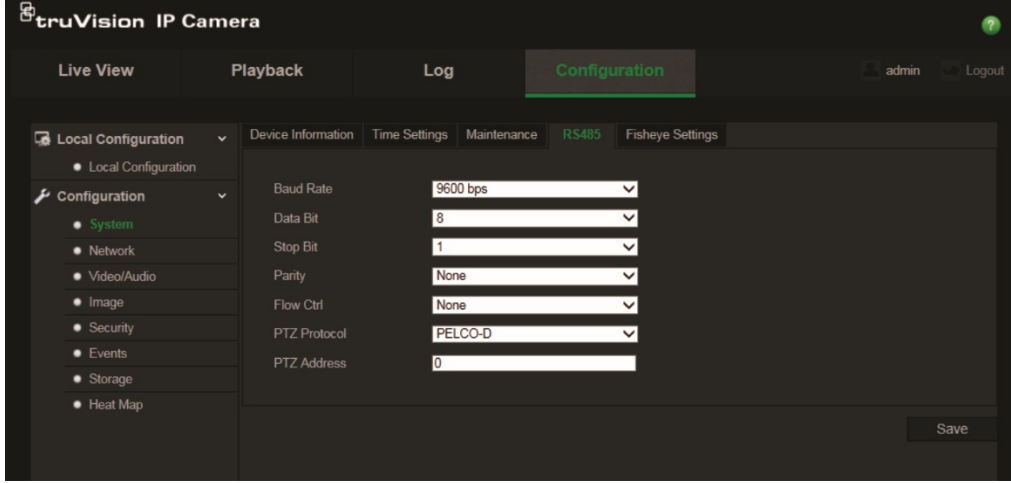 truVision IP Camera
?
Live View Playback Log Configuration admin Logout
Local Configuration
Local Configuration
Configuration
System
Network
Video/Audio
Image
Security
Events
Storage
Heat Map
Device Information Time Settings Maintenance RS485 Fisheye Settings
Baud Rate 9600 bps
Data Bit 8
Stop Bit 1
Parity None
Flow Ctrl None
PTZ Protocol PELCO-D
PTZ Address 0
Save